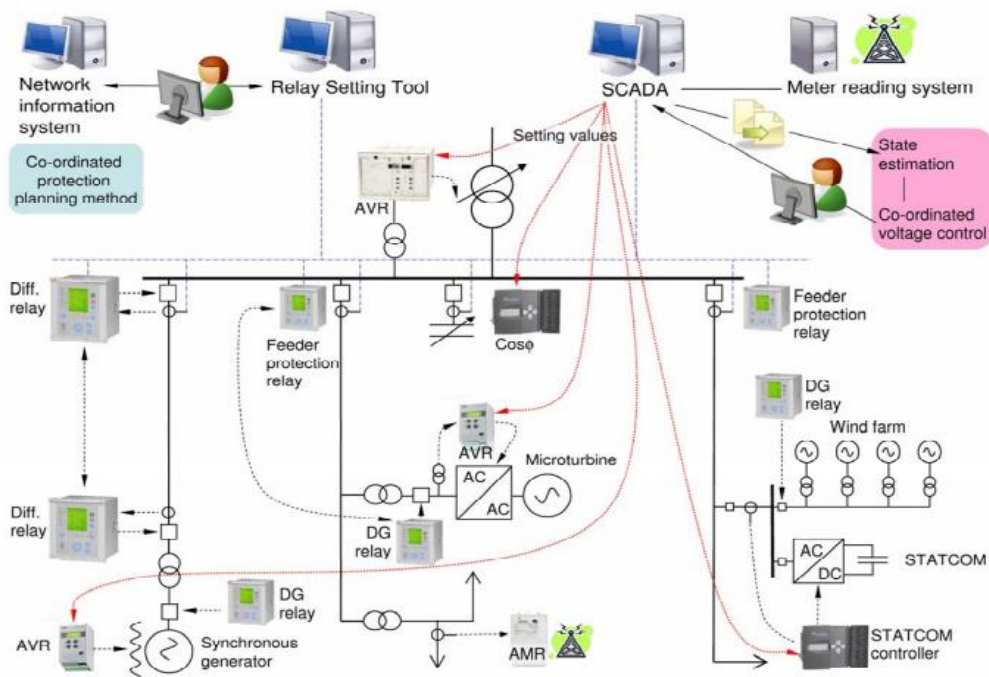 Network
information
system
Relay Setting Tool
SCADA
Meter reading system
Co-ordinated
protection
planning method
Setting values
State
estimation
Co-ordinated
voltage control
AVR
Diff.
relay
Feeder
protection
relay
Cosφ
Feeder
protection
relay
DG
relay
Wind farm
AVR
AC
AC
Microturbine
DG
relay
Diff.
relay
AC
DC
STATCOM
DG
relay
AVR
Synchronous
generator
AMR
STATCOM
controller